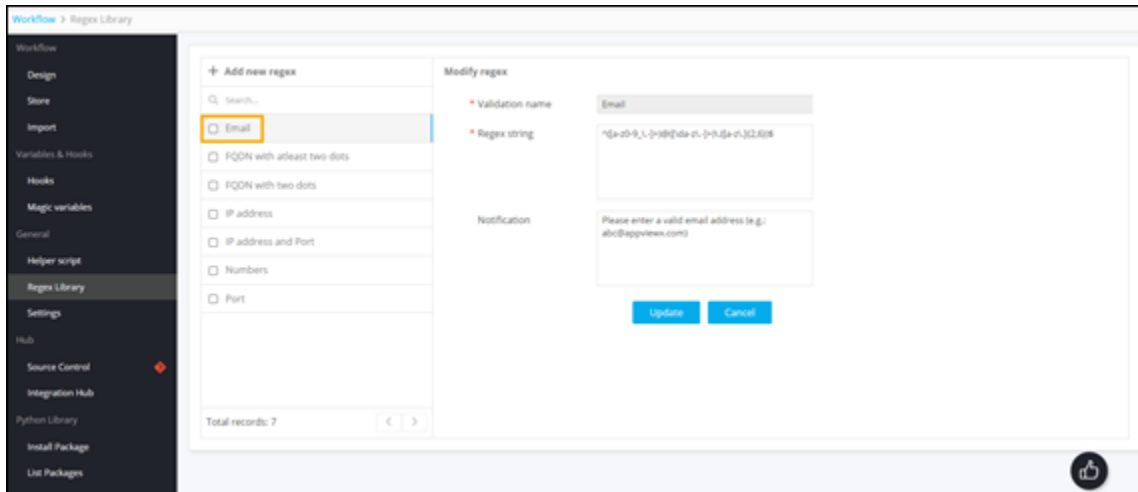 Workflow > Regex Library
Workflow
Design
Store
Import
Variables & Hooks
Hooks
Magic variables
General
Helper script
Regex Library
Settings
Hub
Source Control
Integration Hub
Python Library
Install Package
List Packages
+ Add new regex
Search...
Email
FQDN with atleast two dots
FQDN with two dots
IP address
IP address and Port
Numbers
Port
Total records: 7
Modify regex
* Validation name
Email
* Regex string
Notification
Please enter a valid email address (e.g.:
abc@appviewx.com)
Update
Cancel